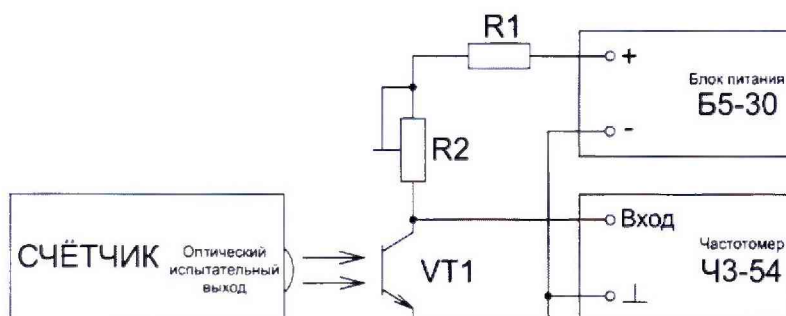 R1
+
Блок питания
Б5-30
-
R2
СЧЁТЧИК
Оптический
испытательный
выход
VT1
Вход
Частотомер
Ч3-54
⊥